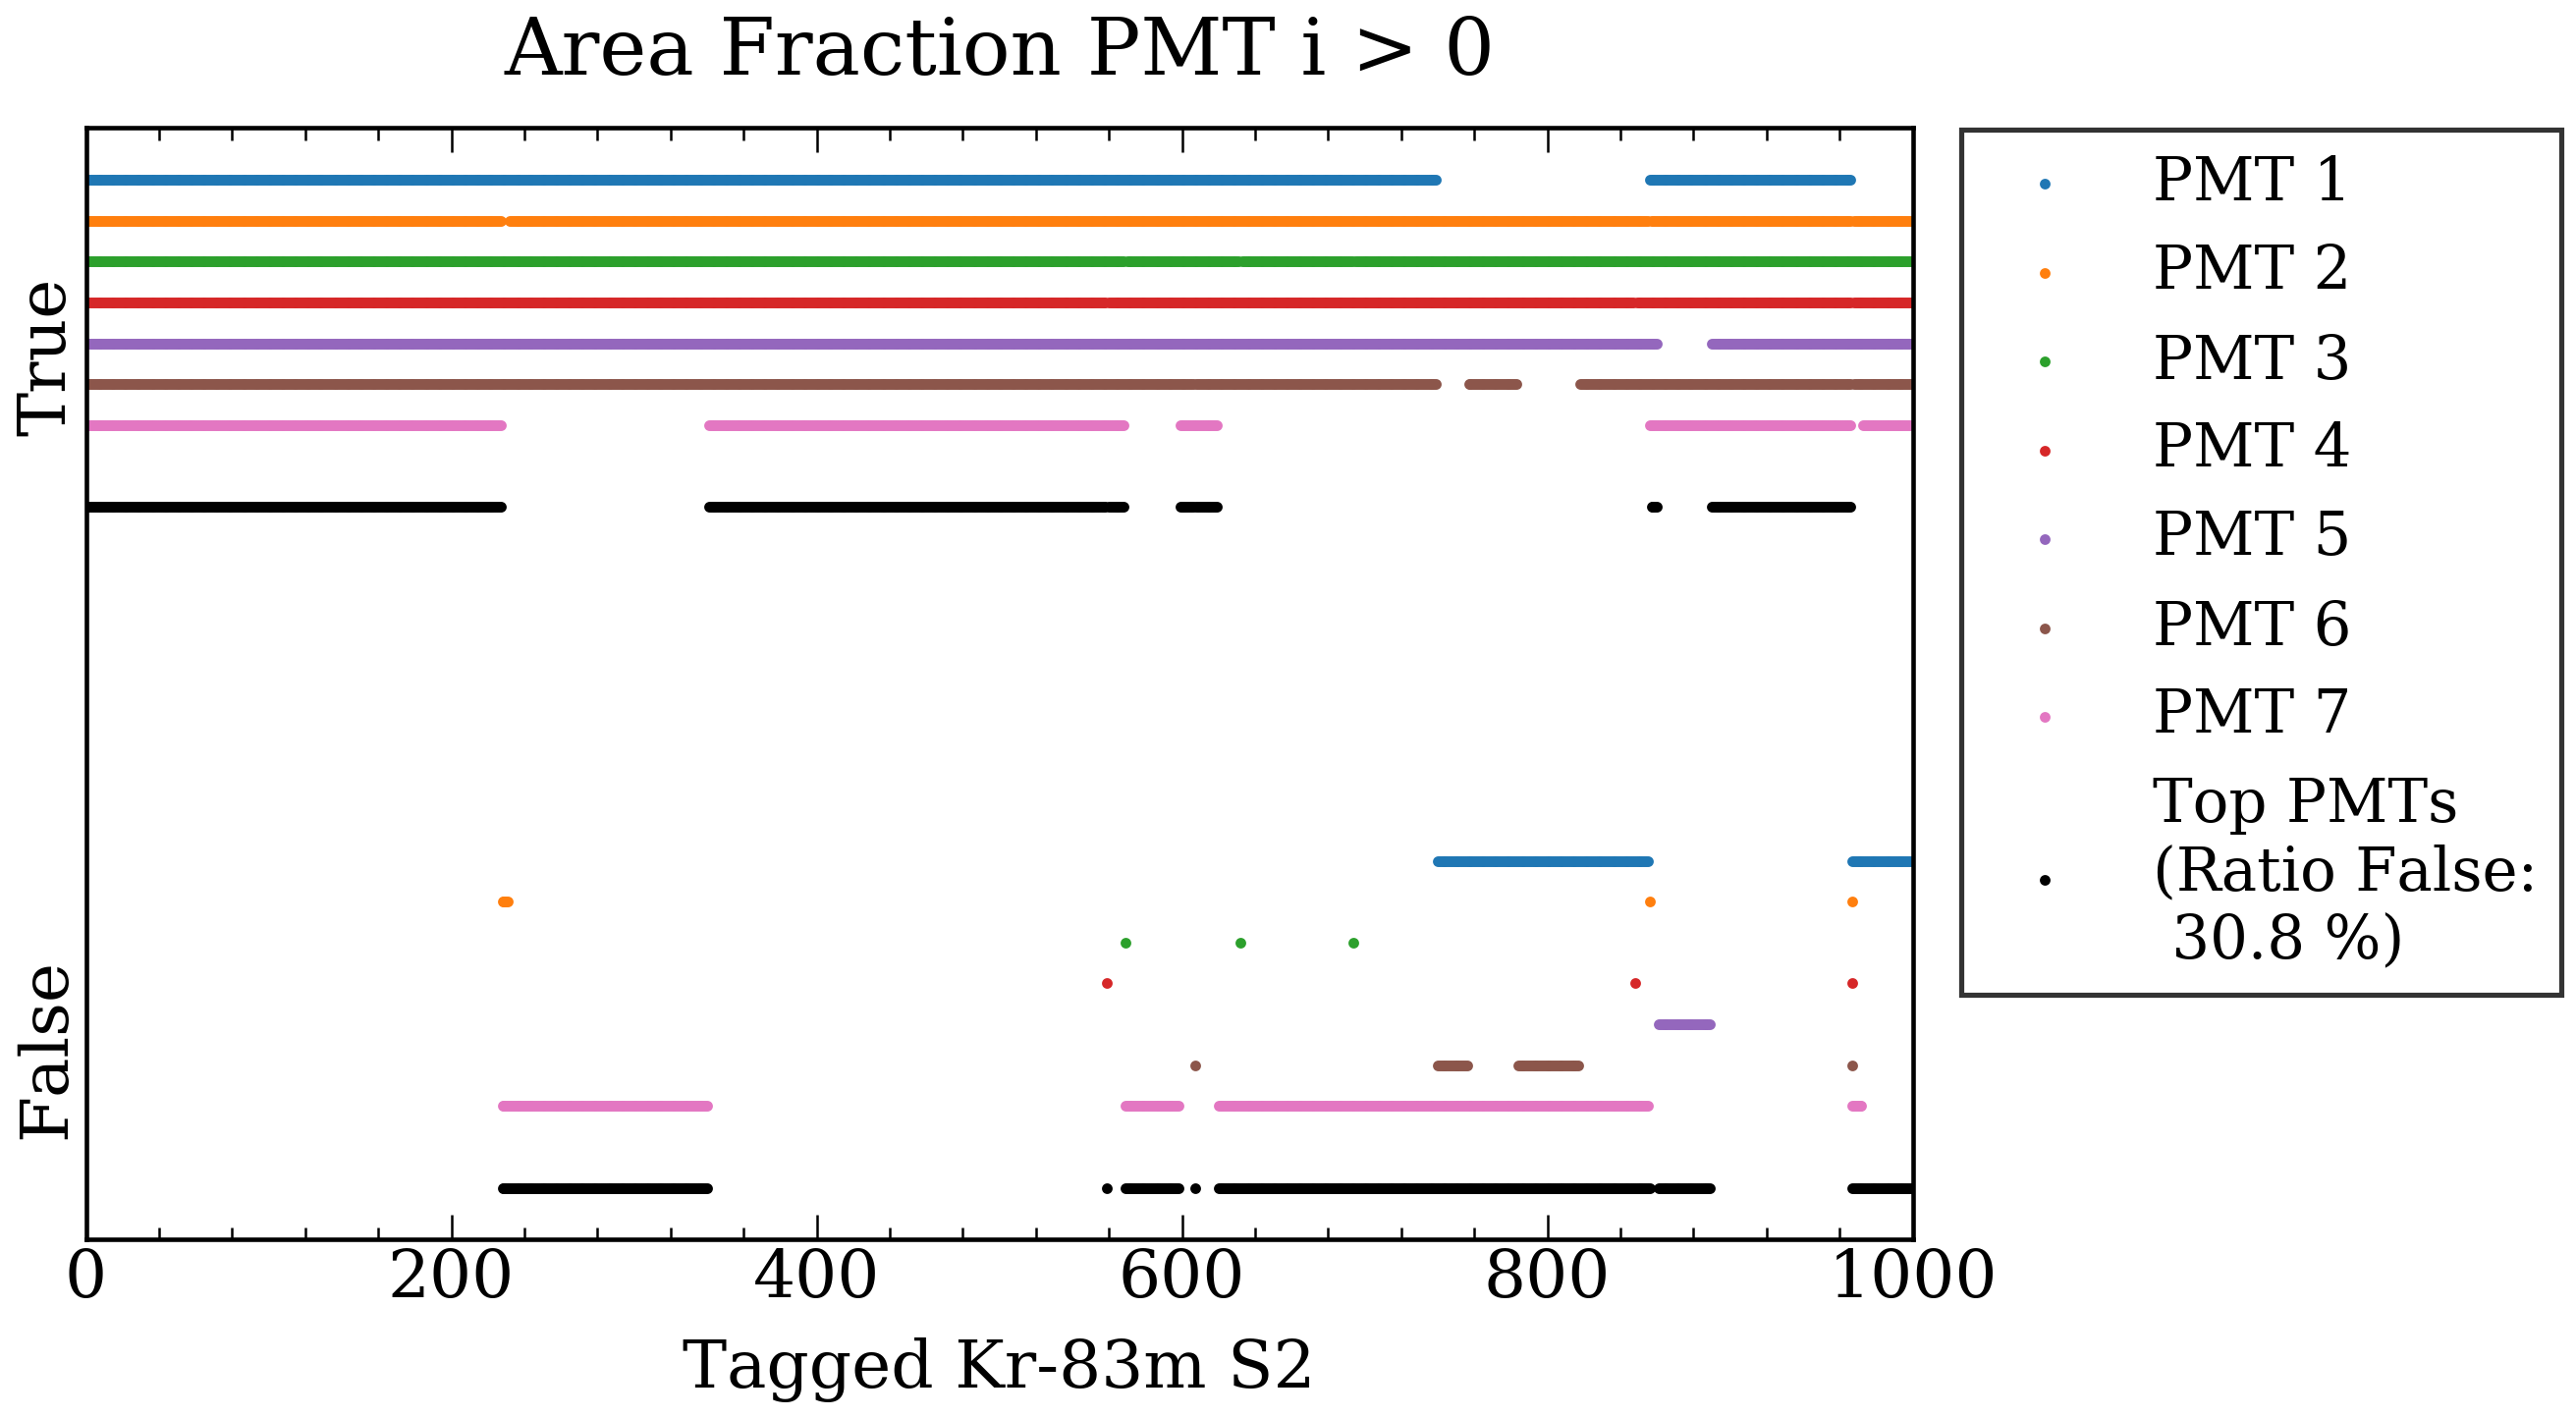 Area Fraction PMT i > 0
True
False
0 200 400 600 800 1000
Tagged Kr-83m S2
PMT 1
PMT 2
PMT 3
PMT 4
PMT 5
PMT 6
PMT 7
Top PMTs
(Ratio False:
30.8 %)